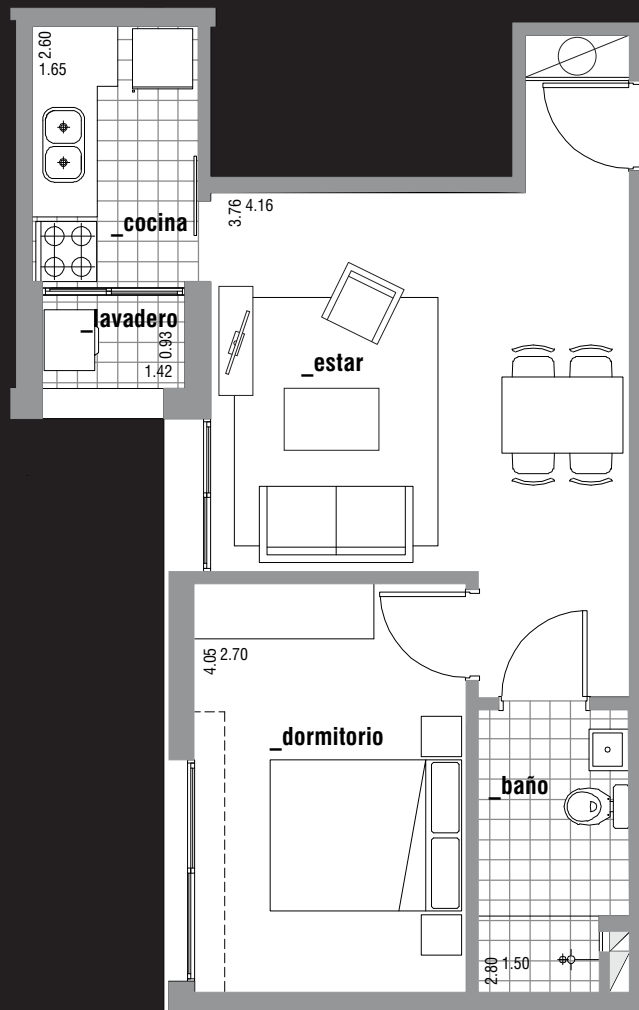 2.60
1.65
_cocina
3.76 4.16
_lavadero
0.93
1.42
_estar
4.05 2.70
_dormitorio
_baño
2.80 1.50